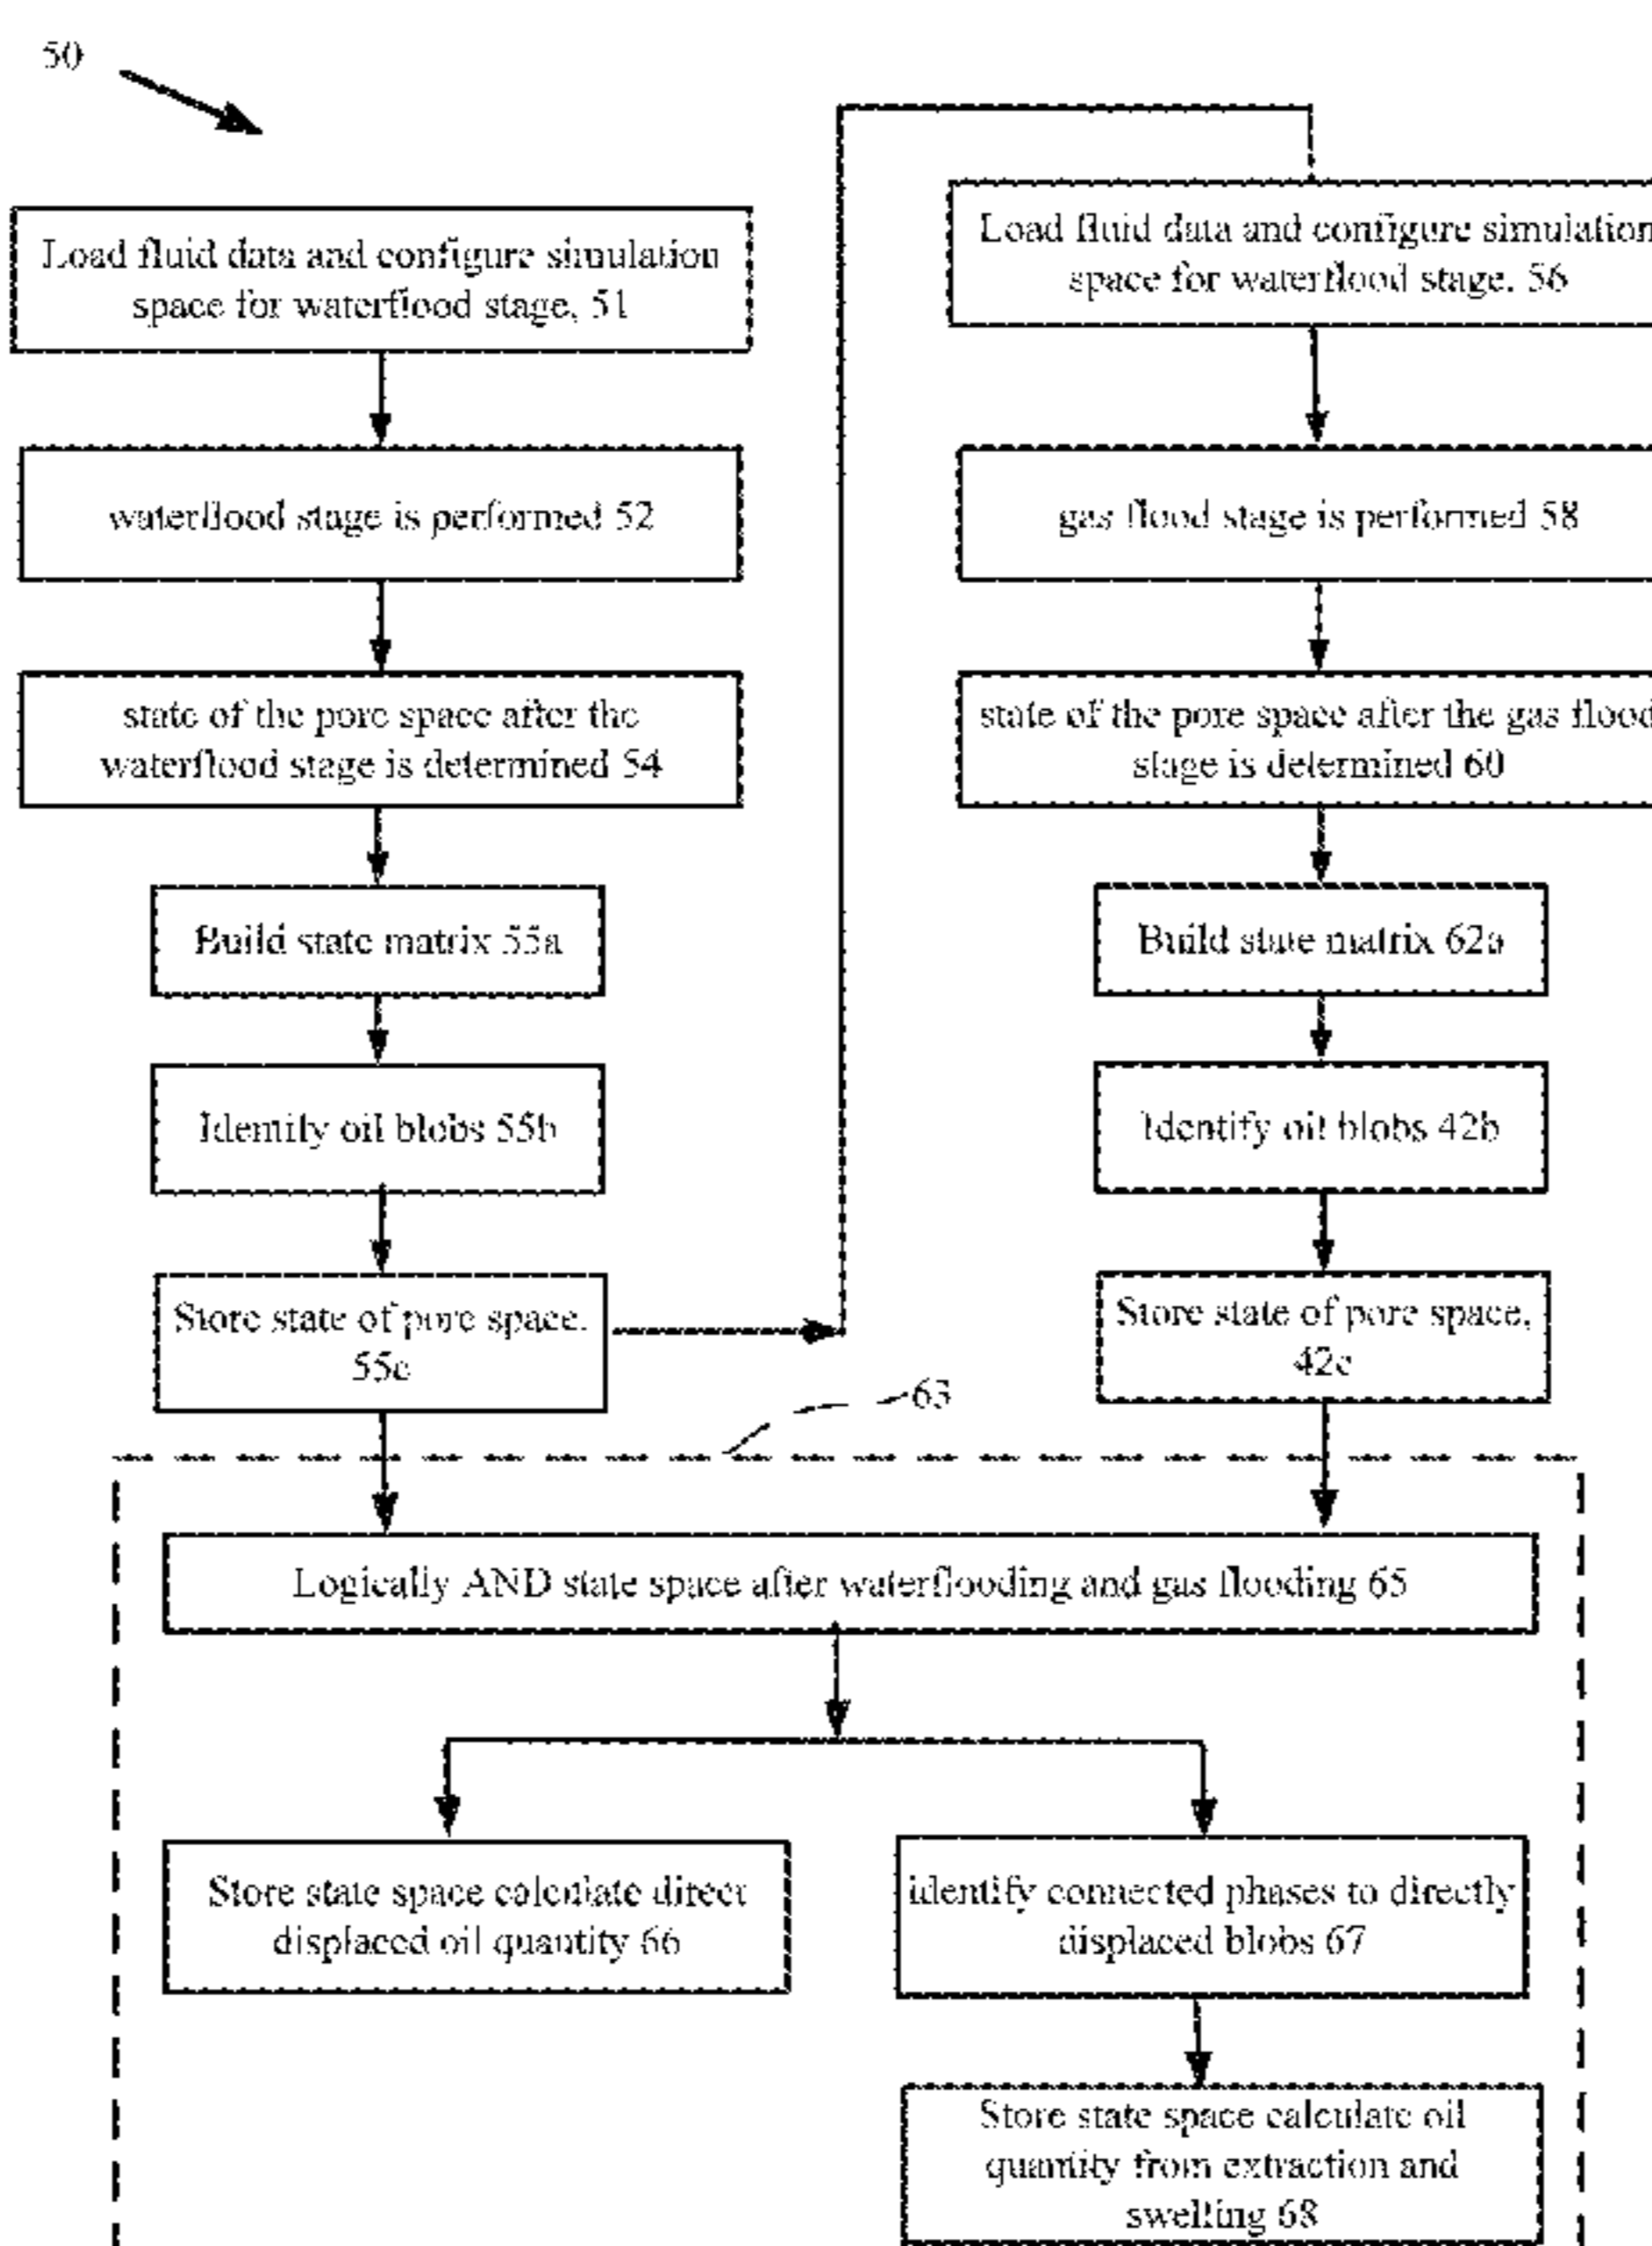 50
Load fluid data and configure simulation
space for waterflood stage, 51
waterflood stage is performed 52
state of the pore space after the
waterflood stage is determined 54
Build state matrix 55a
Identify oil blobs 55b
Store state of pore space.
55c
Load fluid data and configure simulation
space for waterflood stage. 56
gas flood stage is performed 58
state of the pore space after the gas flood
stage is determined 60
Build state matrix 62a
Identify oil blobs 42b
Store state of pore space,
42c
63
Logically AND state space after waterflooding and gas flooding 65
Store state space calculate direct
displaced oil quantity 66
identify connected phases to directly
displaced blobs 67
Store state space calculate oil
quantity from extraction and
swelling 68